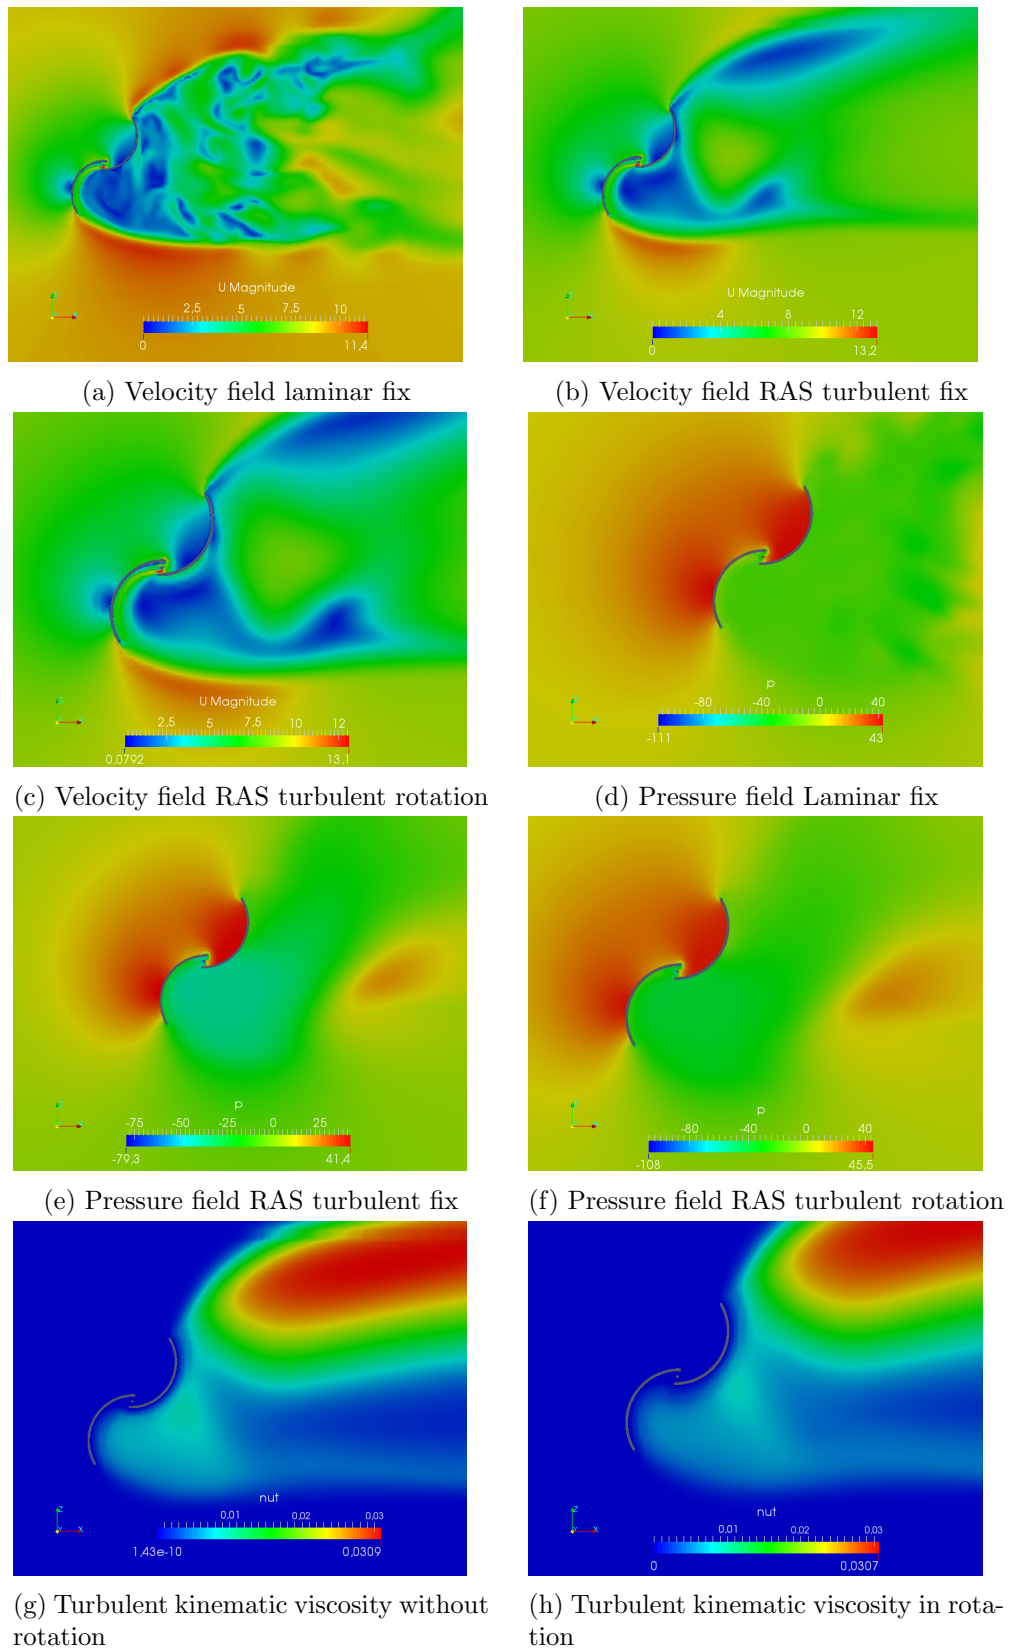 U Magnitude
2,5 5 7,5 10
0 11,4
U Magnitude
4 8 12
0 13,2
(a) Velocity field laminar fix
(b) Velocity field RAS turbulent fix
U Magnitude
2,5 5 7,5 10 12
0,0792 13,1
p
-80 -40 0 40
-111 43
(c) Velocity field RAS turbulent rotation
(d) Pressure field Laminar fix
p
-75 -50 -25 0 25
-79,3 41,4
p
-80 -40 0 40
-108 45,5
(e) Pressure field RAS turbulent fix
(f) Pressure field RAS turbulent rotation
Z
Y X
nut
0,01 0,02 0,03
1,43e-10 0,0309
Z
Y X
nut
0,01 0,02 0,03
0 0,0307
(g) Turbulent kinematic viscosity without
rotation
(h) Turbulent kinematic viscosity in rota-
tion